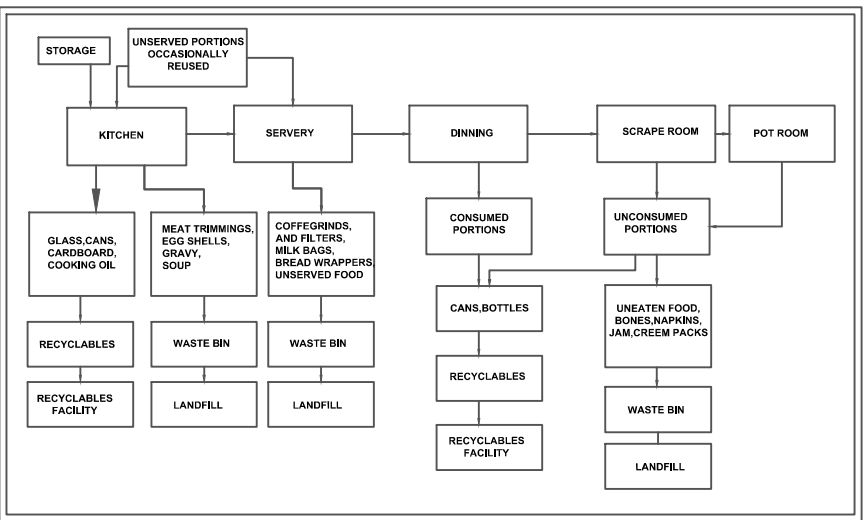 UNSERVED PORTIONS
OCCASIONALLY
REUSED
STORAGE
KITCHEN
SERVERY
DINNING
SCRAPE ROOM
POT ROOM
GLASS,CANS,
CARDBOARD,
COOKING OIL
MEAT TRIMMINGS,
EGG SHELLS,
GRAVY,
SOUP
COFFEGRINDS,
AND FILTERS,
MILK BAGS,
BREAD WRAPPERS,
UNSERVED FOOD
CONSUMED
PORTIONS
UNCONSUMED
PORTIONS
CANS,BOTTLES
UNEATEN FOOD,
BONES,NAPKINS,
JAM,CREEM PACKS
RECYCLABLES
WASTE BIN
WASTE BIN
RECYCLABLES
RECYCLABLES
FACILITY
LANDFILL
LANDFILL
WASTE BIN
RECYCLABLES
FACILITY
LANDFILL